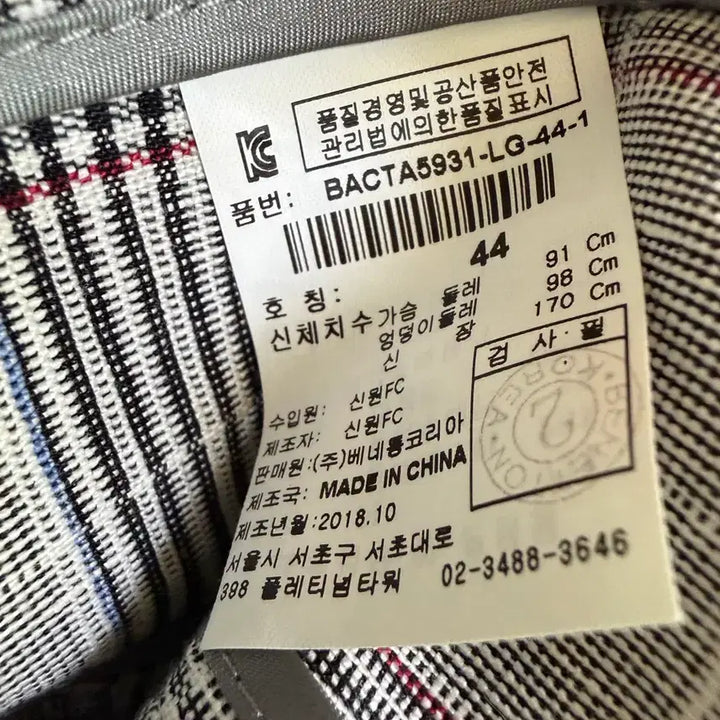 품질경영및공산품안전
관리법에의한품질표시
KC
품번: BACTA5931-LG-44-1
호 칭: 44
신체치수 가슴 둘레 91 Cm
엉덩이둘레 98 Cm
신 장 170 Cm
검 사·필
2
KOREA
수입원: 신원FC
제조자: 신원FC
판매원:(주)베네통코리아
제조국: MADE IN CHINA
제조년월:2018.10
서울시 서초구 서초대로
398 플레티넘타워 02-3488-3646